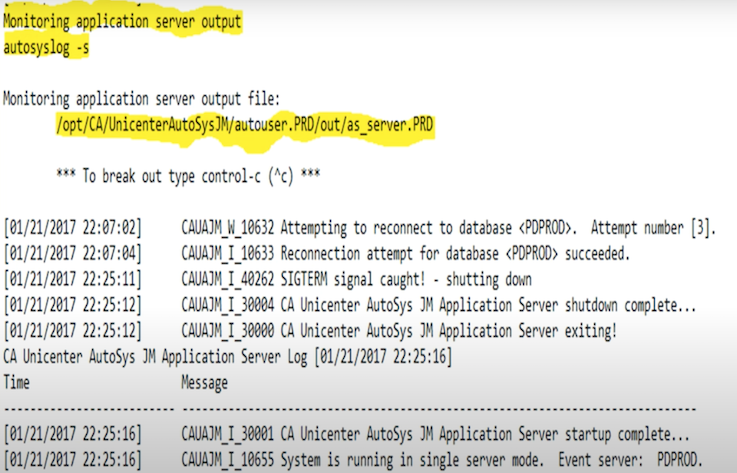 Monitoring application server output
autosyslog -s
Monitoring application server output file:
/opt/CA/UnicenterAutoSysJM/autouser.PRD/out/as_server.PRD
*** To break out type control-c (^c) ***
[01/21/2017 22:07:02] CAUAJM_W_10632 Attempting to reconnect to database <PDPROD>. Attempt number [3].
[01/21/2017 22:07:04] CAUAJM_I_10633 Reconnection attempt for database <PDPROD> succeeded.
[01/21/2017 22:25:11] CAUAJM_I_40262 SIGTERM signal caught! - shutting down
[01/21/2017 22:25:12] CAUAJM_I_30004 CA Unicenter AutoSys JM Application Server shutdown complete...
[01/21/2017 22:25:12] CAUAJM_I_30000 CA Unicenter AutoSys JM Application Server exiting!
CA Unicenter AutoSys JM Application Server Log [01/21/2017 22:25:16]
Time Message
------------------------- ---------------------------------------------------------------------------
[01/21/2017 22:25:16] CAUAJM_I_30001 CA Unicenter AutoSys JM Application Server startup complete...
[01/21/2017 22:25:16] CAUAJM_I_10655 System is running in single server mode. Event server: PDPROD.